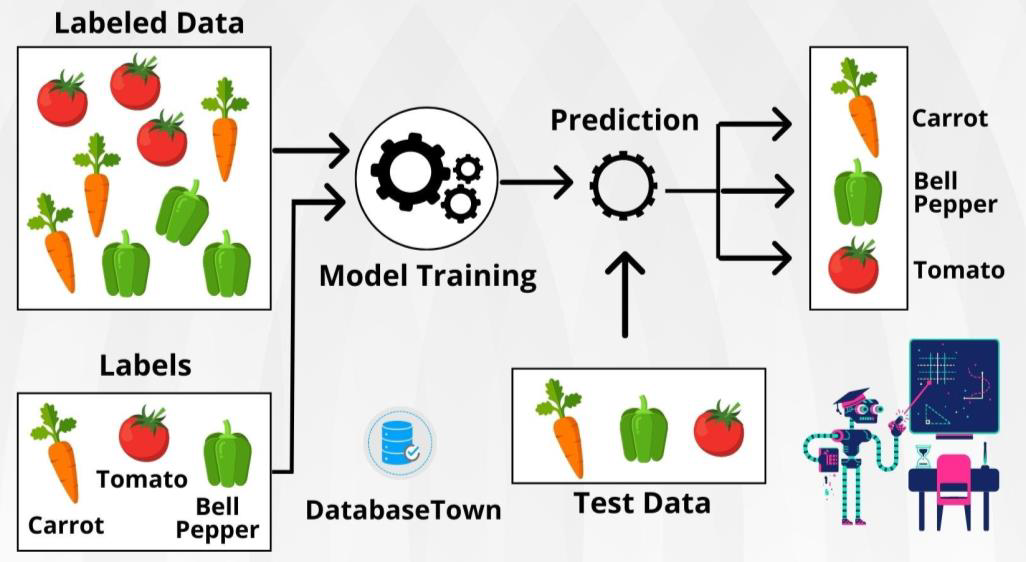 Labeled Data
Prediction
Carrot
Bell
Pepper
Tomato
Model Training
Labels
Tomato
Carrot
Bell
Pepper
DatabaseTown
Test Data